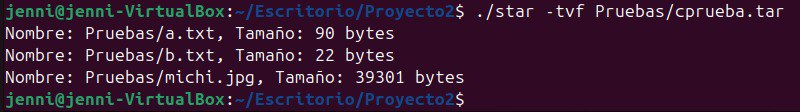 jenni@jenni-VirtualBox:~/Escritorio/Proyecto2$ ./star -tvf Pruebas/cprueba.tar
Nombre: Pruebas/a.txt, Tamaño: 90 bytes
Nombre: Pruebas/b.txt, Tamaño: 22 bytes
Nombre: Pruebas/michi.jpg, Tamaño: 39301 bytes
jenni@jenni-VirtualBox:~/Escritorio/Proyecto2$